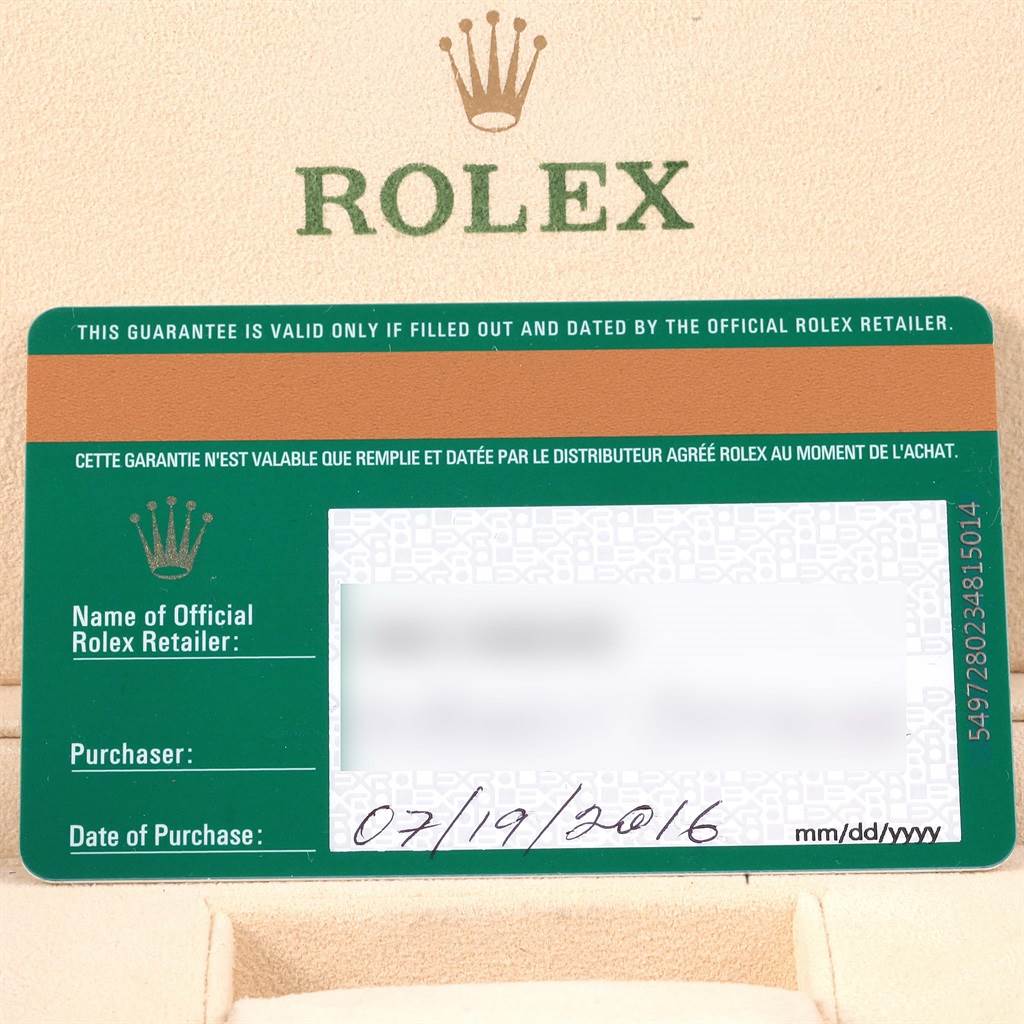 ROLEX
THIS GUARANTEE IS VALID ONLY IF FILLED OUT AND DATED BY THE OFFICIAL ROLEX RETAILER.
CETTE GARANTIE N'EST VALABLE QUE REMPLIE ET DATÉE PAR LE DISTRIBUTEUR AGRÉÉ ROLEX AU MOMENT DE L'ACHAT.
Name of Official
Rolex Retailer:
Purchaser:
Date of Purchase:
07/19/2016
mm/dd/yyyy
5497280234815014